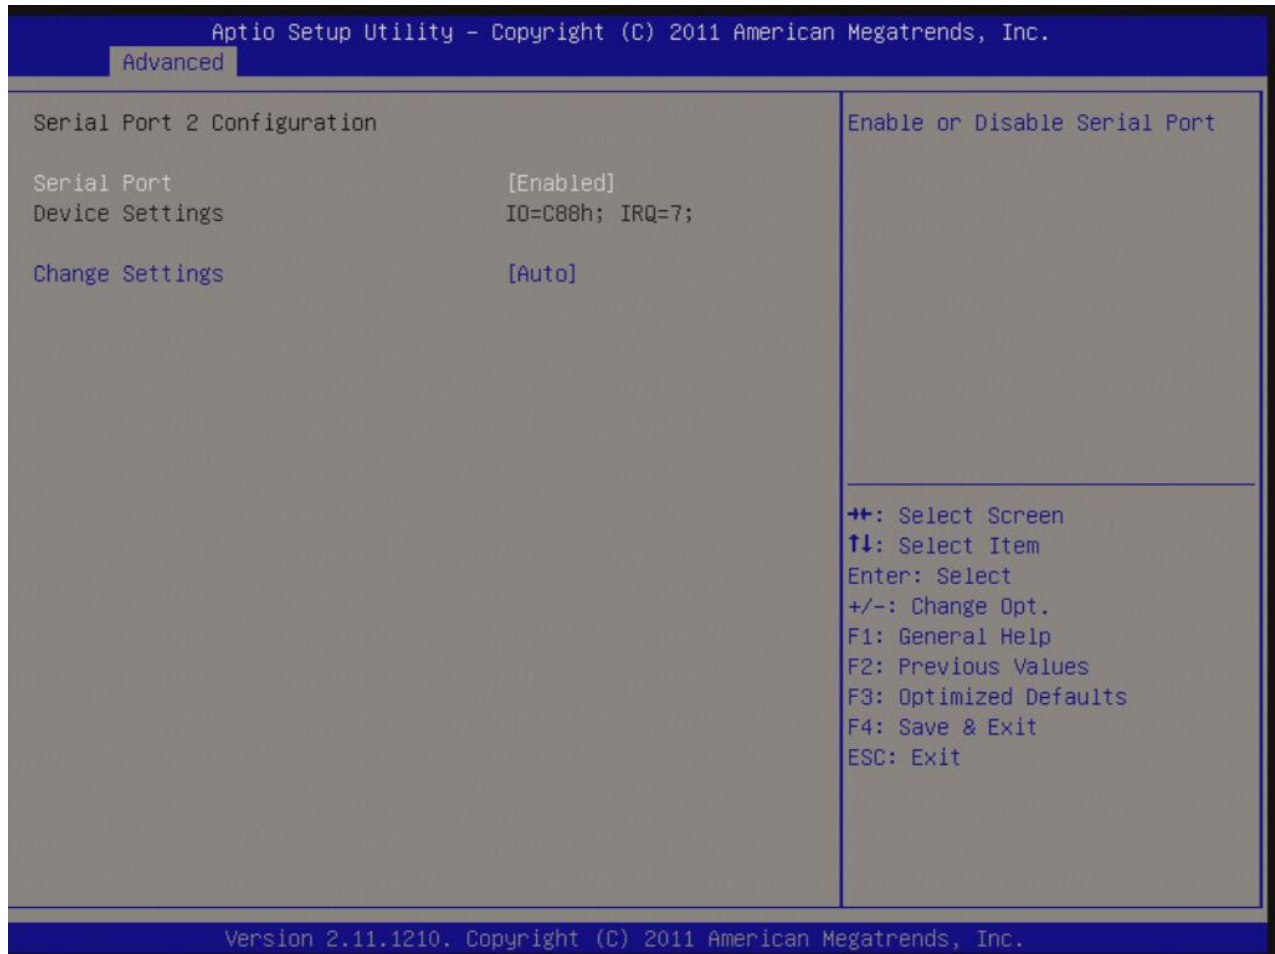 Aptio Setup Utility – Copyright (C) 2011 American Megatrends, Inc.
Advanced
Serial Port 2 Configuration
Serial Port [Enabled]
Device Settings IO=C88h; IRQ=7;
Change Settings [Auto]
Enable or Disable Serial Port
→←: Select Screen
↑↓: Select Item
Enter: Select
+/-: Change Opt.
F1: General Help
F2: Previous Values
F3: Optimized Defaults
F4: Save & Exit
ESC: Exit
Version 2.11.1210. Copyright (C) 2011 American Megatrends, Inc.